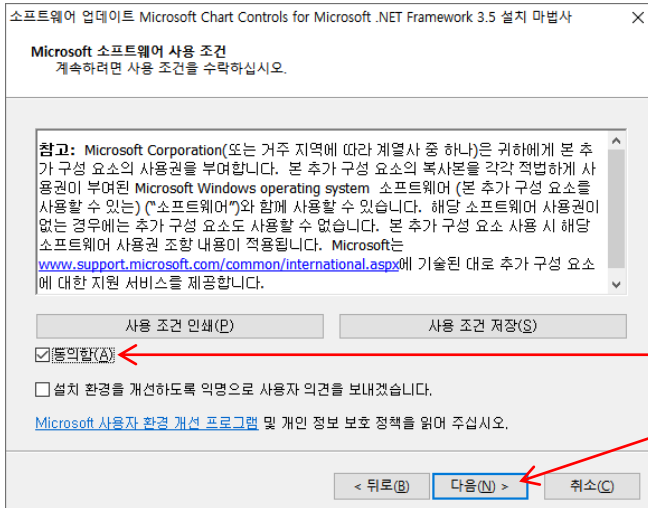 소프트웨어 업데이트 Microsoft Chart Controls for Microsoft .NET Framework 3.5 설치 마법사
Microsoft 소프트웨어 사용 조건
계속하려면 사용 조건을 수락하십시오.
참고: Microsoft Corporation(또는 거주 지역에 따라 계열사 중 하나)은 귀하에게 본 추
가 구성 요소의 사용권을 부여합니다. 본 추가 구성 요소의 복사본을 각각 적법하게 사
용권이 부여된 Microsoft Windows operating system 소프트웨어 (본 추가 구성 요소를
사용할 수 있는) (“소프트웨어”)와 함께 사용할 수 있습니다. 해당 소프트웨어 사용권이
없는 경우에는 추가 구성 요소도 사용할 수 없습니다. 본 추가 구성 요소 사용 시 해당
소프트웨어 사용권 조항 내용이 적용됩니다. Microsoft는
www.support.microsoft.com/common/international.aspx에 기술된 대로 추가 구성 요소
에 대한 지원 서비스를 제공합니다.
사용 조건 인쇄(P) 사용 조건 저장(S)
동의함(A)
설치 환경을 개선하도록 익명으로 사용자 의견을 보내겠습니다.
Microsoft 사용자 환경 개선 프로그램 및 개인 정보 보호 정책을 읽어 주십시오.
< 뒤로(B) 다음(N) > 취소(C)